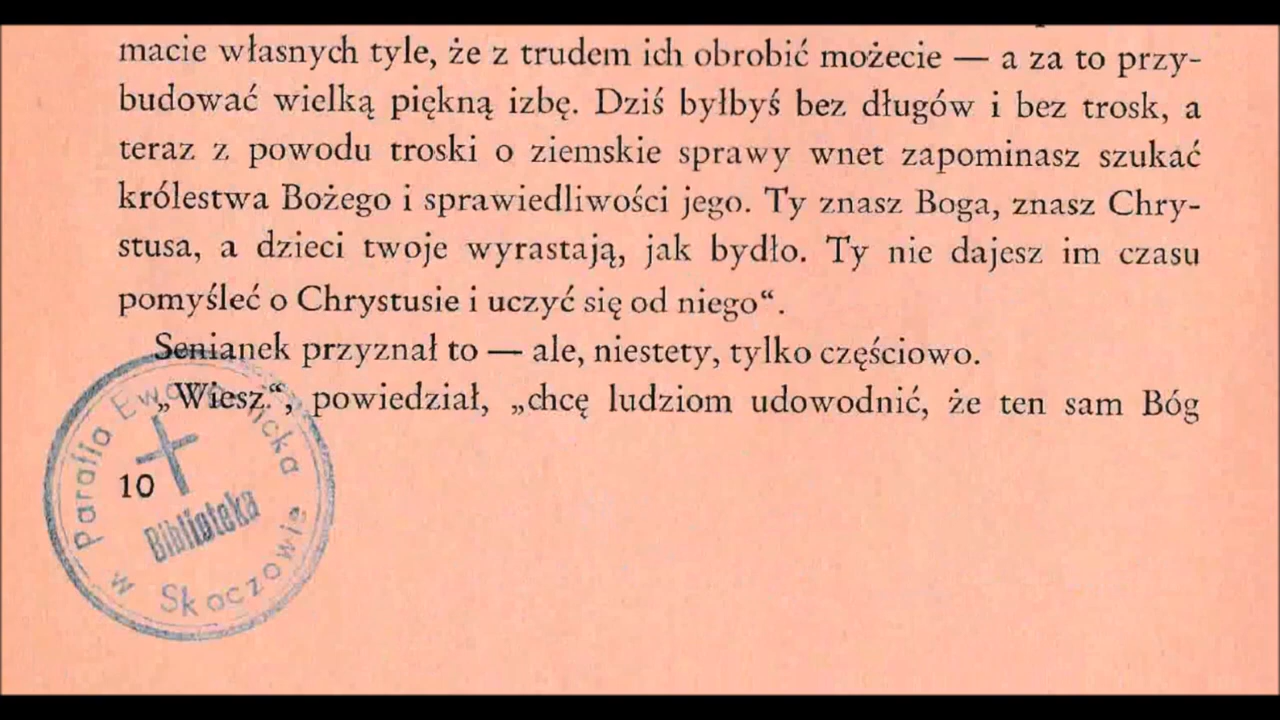 macie własnych tyle, że z trudem ich obrobić możecie — a za to przy-
budować wielką piękną izbę. Dziś byłbyś bez długów i bez trosk, a
teraz z powodu troski o ziemskie sprawy wnet zapominasz szukać
królestwa Bożego i sprawiedliwości jego. Ty znasz Boga, znasz Chry-
stusa, a dzieci twoje wyrastają, jak bydło. Ty nie dajesz im czasu
pomyśleć o Chrystusie i uczyć się od niego“.
Senianek przyznał to — ale, niestety, tylko częściowo.
„Wiesz“, powiedział, „chcę ludziom udowodnić, że ten sam Bóg
10
Parafia
Biblioteka
w Skoczowie